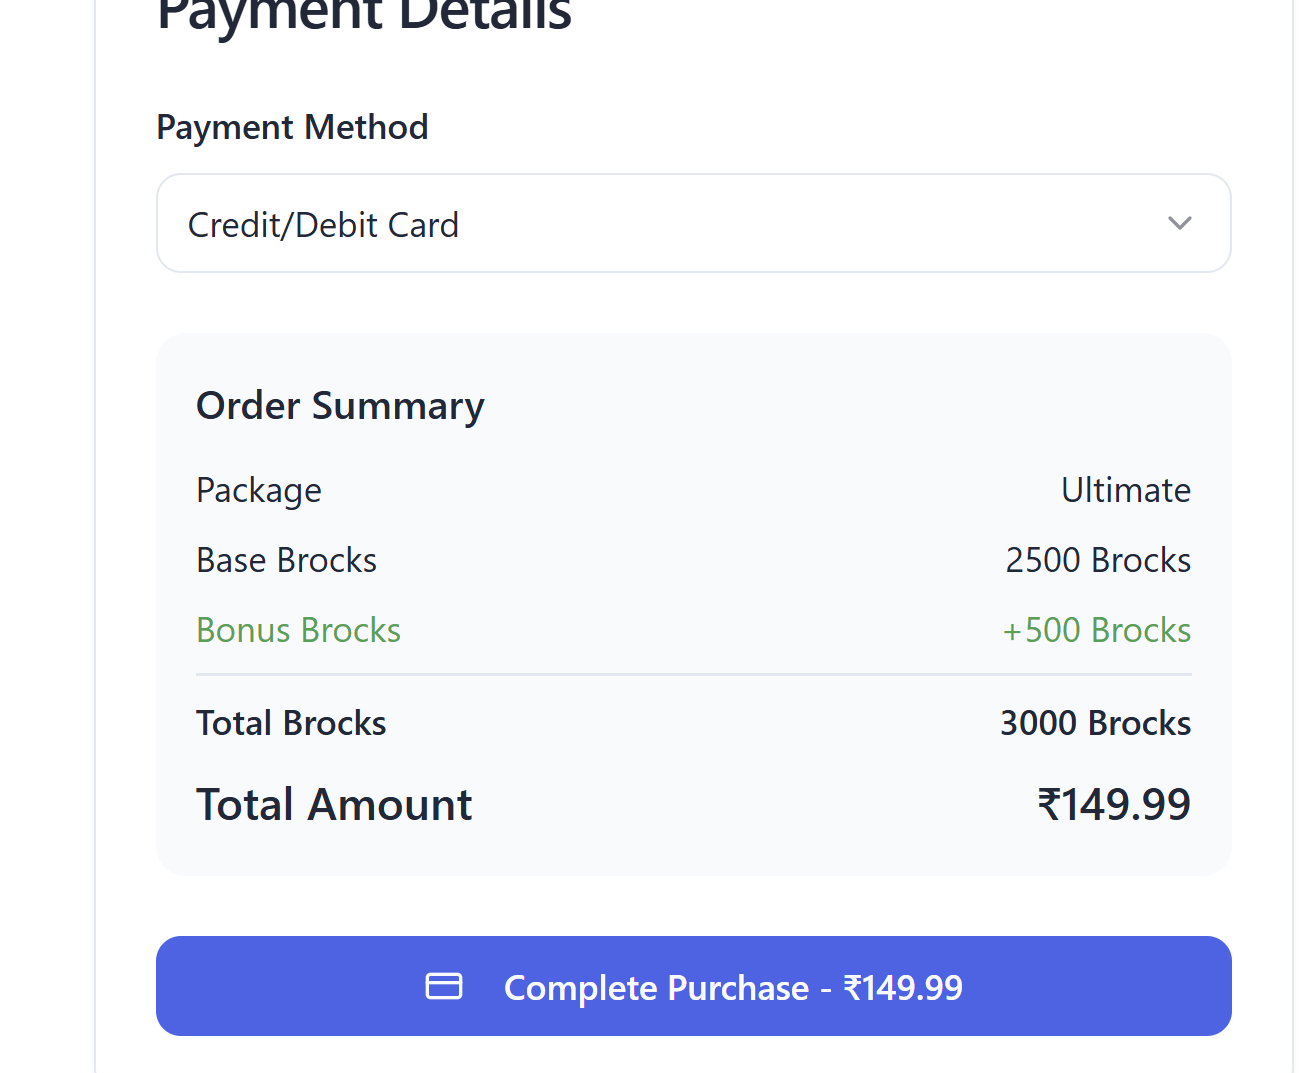 Payment Details
Payment Method
Credit/Debit Card
Order Summary
Package Ultimate
Base Brocks 2500 Brocks
Bonus Brocks +500 Brocks
Total Brocks 3000 Brocks
Total Amount ₹149.99
Complete Purchase - ₹149.99